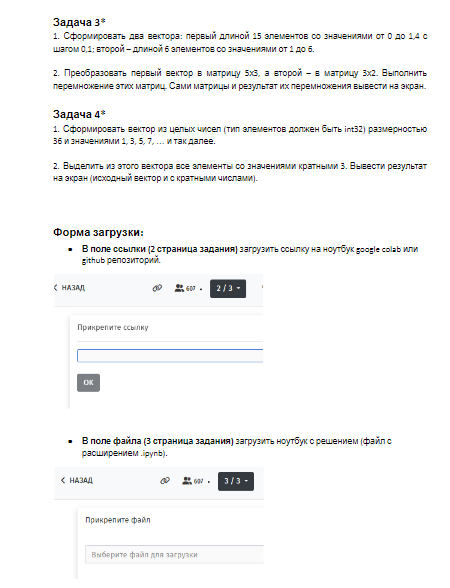 Задача 3*
1. Сформировать два вектора: первый длиной 15 элементов со значениями от 0 до 1,4 с
шагом 0,1; второй – длиной 6 элементов со значениями от 1 до 6.
2. Преобразовать первый вектор в матрицу 5х3, а второй – в матрицу 3х2. Выполнить
перемножение этих матриц. Сами матрицы и результат их перемножения вывести на экран.
Задача 4*
1. Сформировать вектор из целых чисел (тип элементов должен быть int32) размерностью
36 и значениями 1, 3, 5, 7, ... и так далее.
2. Выделить из этого вектора все элементы со значениями кратными 3. Вывести результат
на экран (исходный вектор и с кратными числами).
Форма загрузки:
• В поле ссылки (2 страница задания) загрузить ссылку на ноутбук google colab или
github репозиторий.
НАЗАД 607 • 2 / 3
Прикрепите ссылку
ОК
• В поле файла (3 страница задания) загрузить ноутбук с решением (файл с
расширением .ipynb).
НАЗАД 607 • 3 / 3
Прикрепите файл
Выберите файл для загрузки